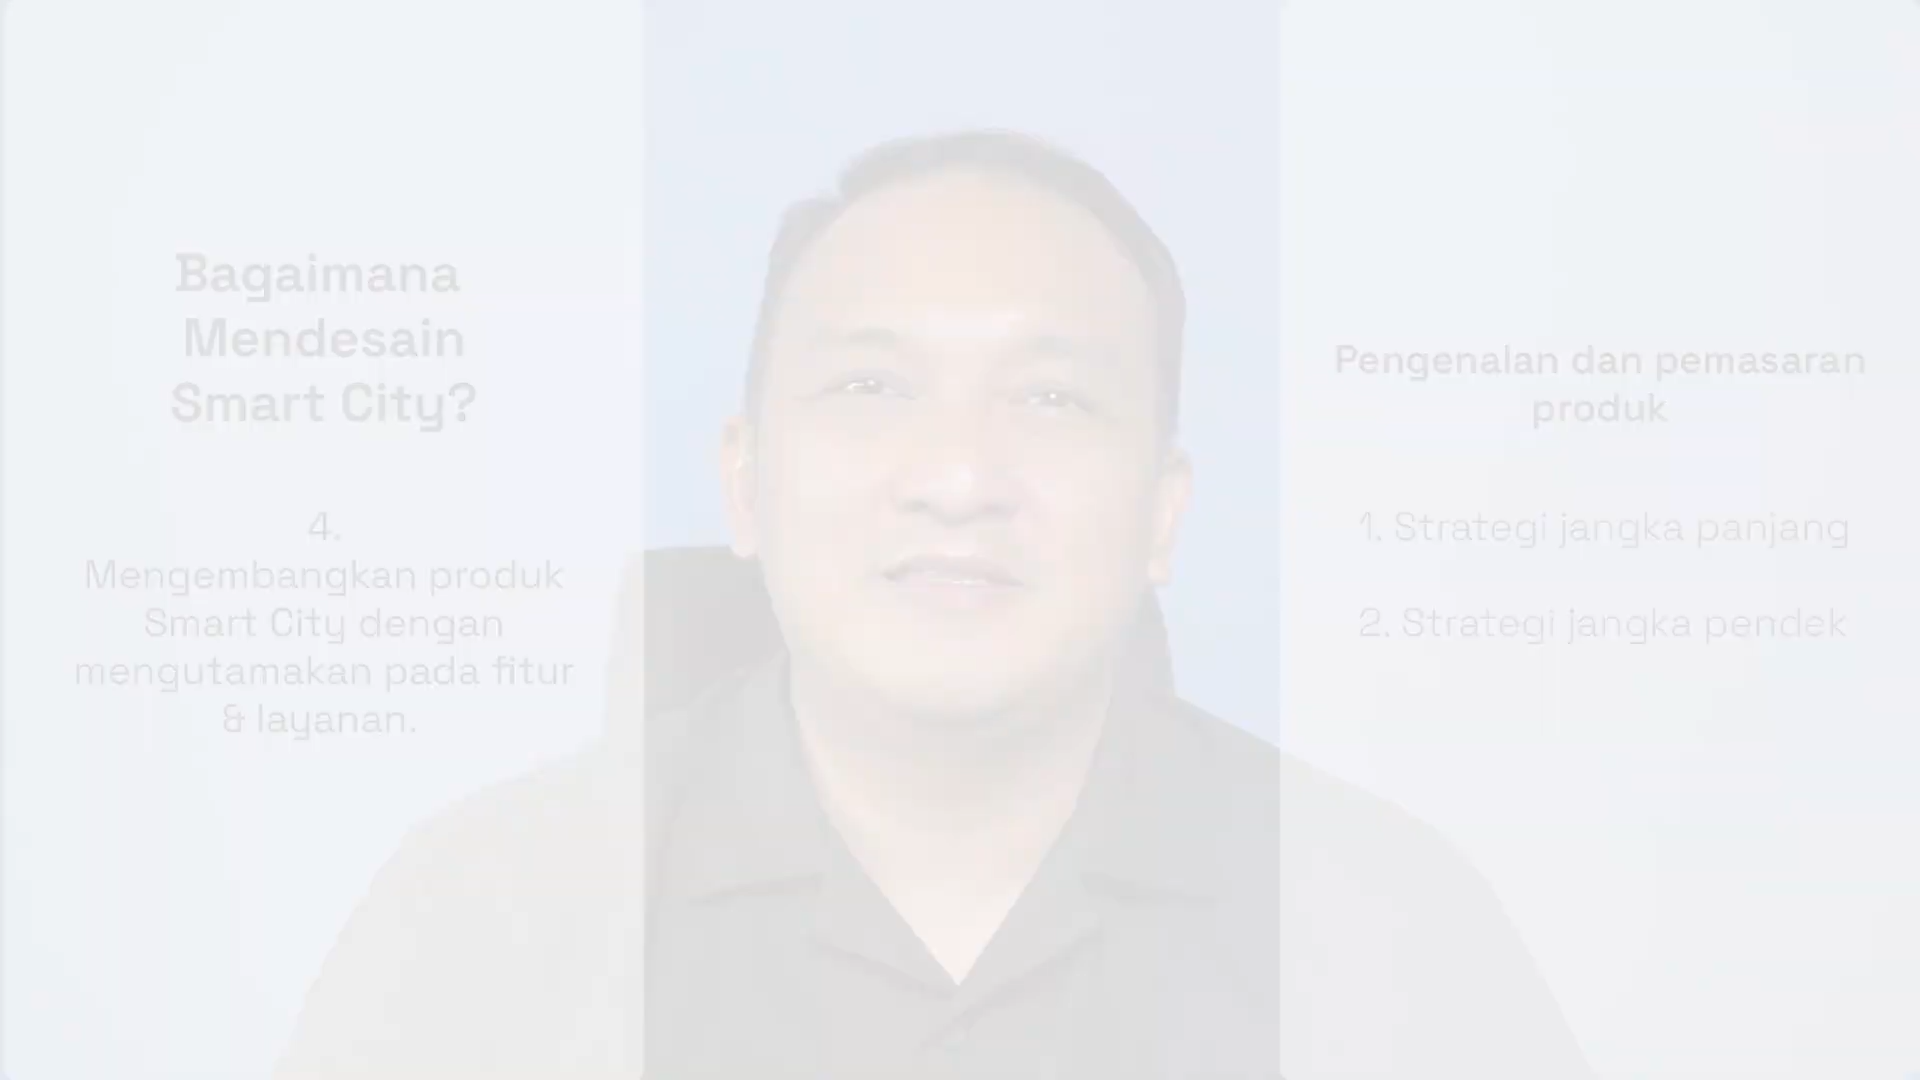 Bagaimana
Mendesain
Smart City?
4.
Mengembangkan produk
Smart City dengan
mengutamakan pada fitur
& layanan.
Pengenalan dan pemasaran
produk
1. Strategi jangka panjang
2. Strategi jangka pendek